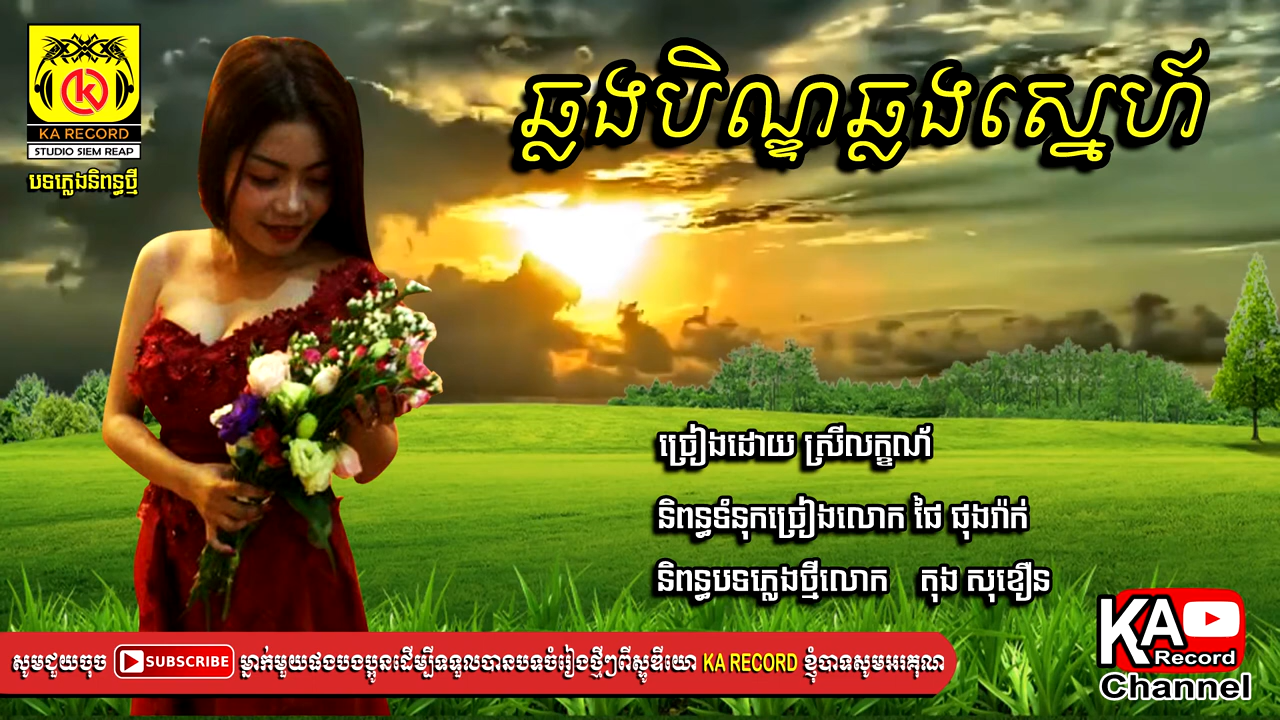 KA RECORD
STUDIO SIEM REAP
បទភ្លេងនិពន្ធថ្មី
ឆ្លងបិណ្ឌឆ្លងស្នេហ៍
ច្រៀងដោយ ស្រីលក្ខណ៍
និពន្ធទំនុកច្រៀងលោក ផៃ ផុងរ៉ាក់
និពន្ធបទភ្លេងថ្មីលោក គុង សុខឿន
សូមជួយចុច SUBSCRIBE ម្នាក់មួយផងបងប្អូនដើម្បីទទួលបានបទចំរៀងថ្មីៗពីស្ទូឌីយោ KA RECORD ខ្ញុំបាទសូមអរគុណ
KA
Record
Channel